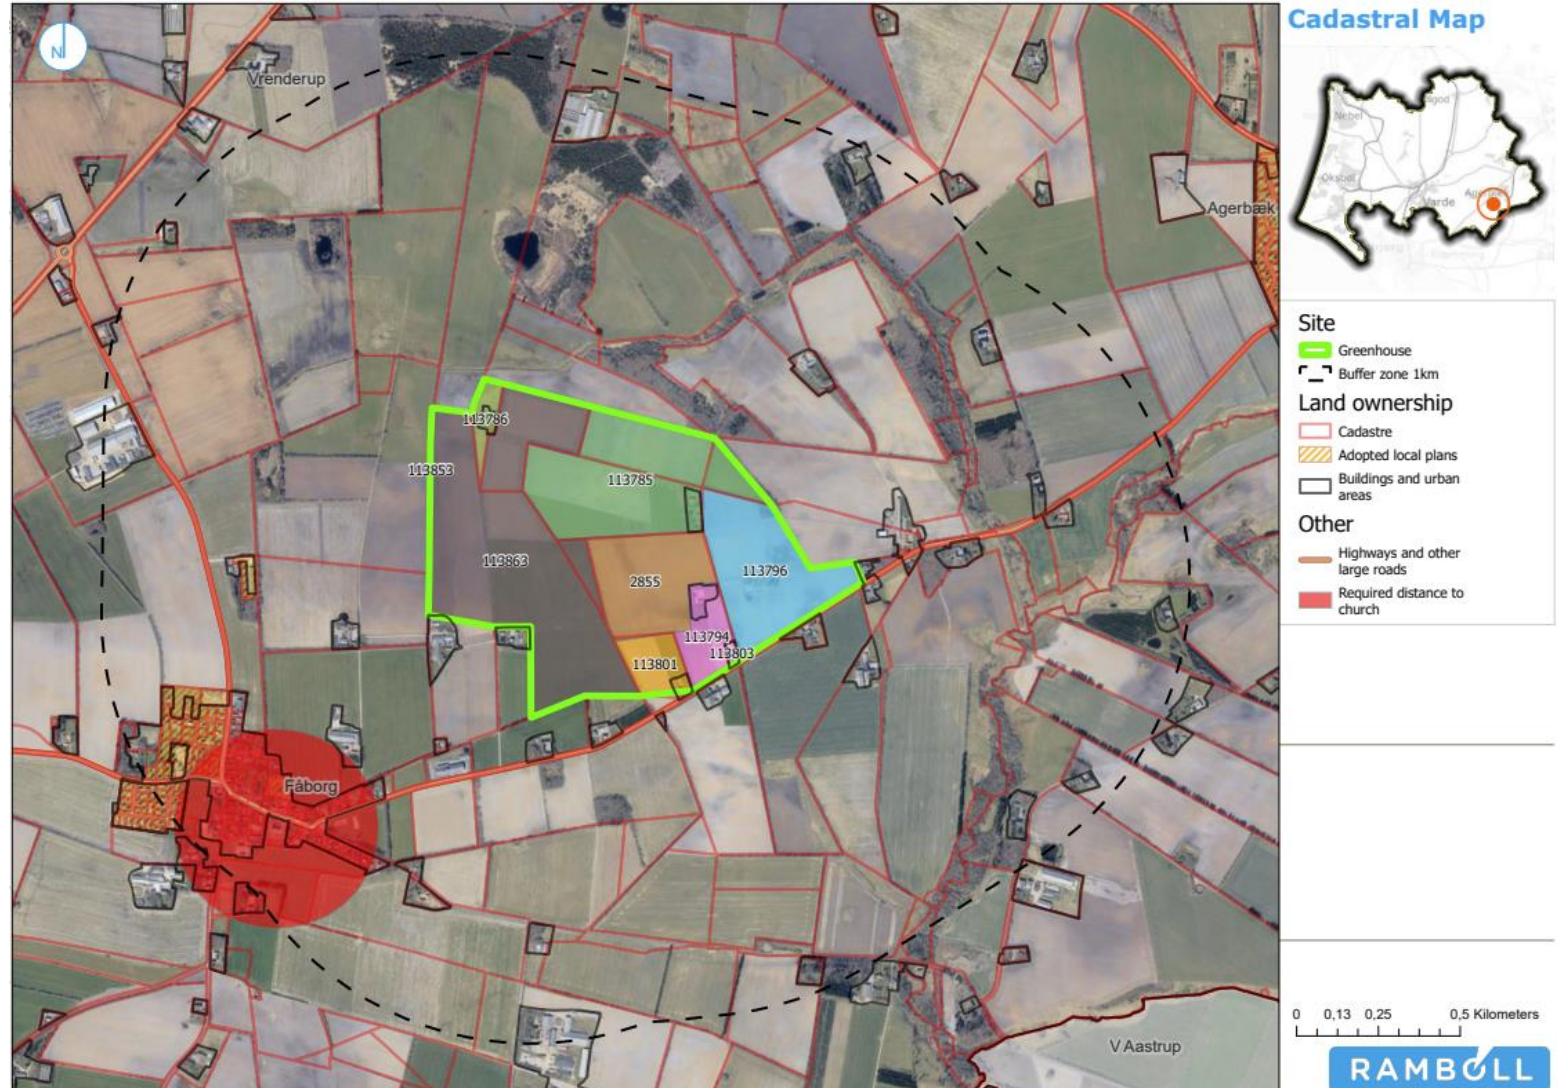 N
Vrenderup
Agerbæk
113786
113853
113785
113863
2855
113796
113794
113803
113801
Fåborg
V Aastrup
Cadastral Map
Nebel
Oksbøl
Varde
Site
Greenhouse
Buffer zone 1km
Land ownership
Cadastre
Adopted local plans
Buildings and urban
areas
Other
Highways and other
large roads
Required distance to
church
0 0,13 0,25 0,5 Kilometers
RAMBOLL